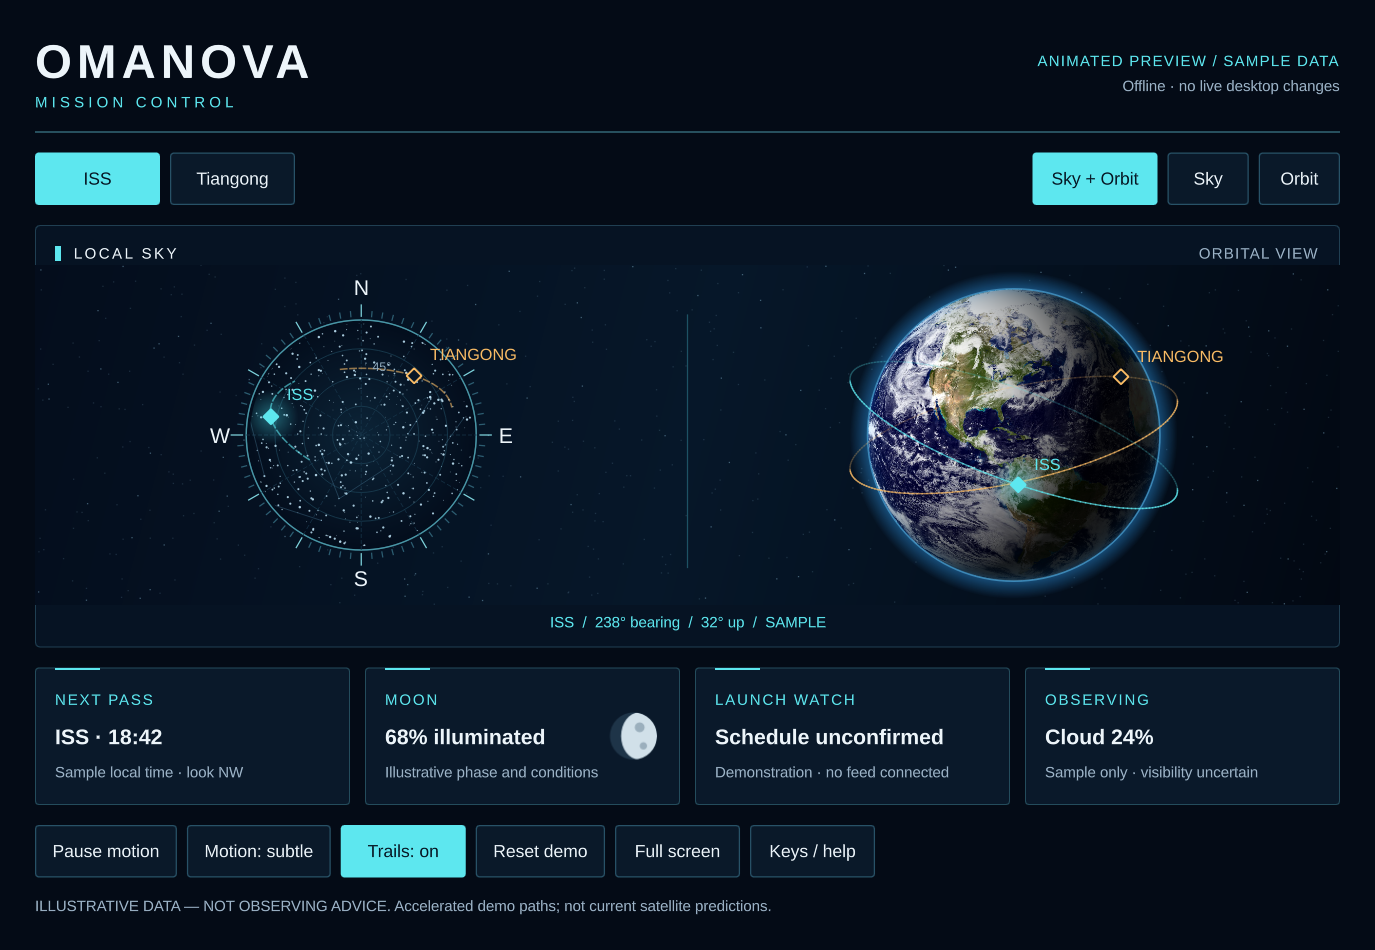 OMANOVA
MISSION CONTROL
ANIMATED PREVIEW / SAMPLE DATA
Offline · no live desktop changes
ISS
Tiangong
Sky + Orbit
Sky
Orbit
LOCAL SKY
ORBITAL VIEW
N
TIANGONG
45°
ISS
W
E
S
TIANGONG
ISS
ISS / 238° bearing / 32° up / SAMPLE
NEXT PASS
ISS · 18:42
Sample local time · look NW
MOON
68% illuminated
Illustrative phase and conditions
LAUNCH WATCH
Schedule unconfirmed
Demonstration · no feed connected
OBSERVING
Cloud 24%
Sample only · visibility uncertain
Pause motion
Motion: subtle
Trails: on
Reset demo
Full screen
Keys / help
ILLUSTRATIVE DATA — NOT OBSERVING ADVICE. Accelerated demo paths; not current satellite predictions.